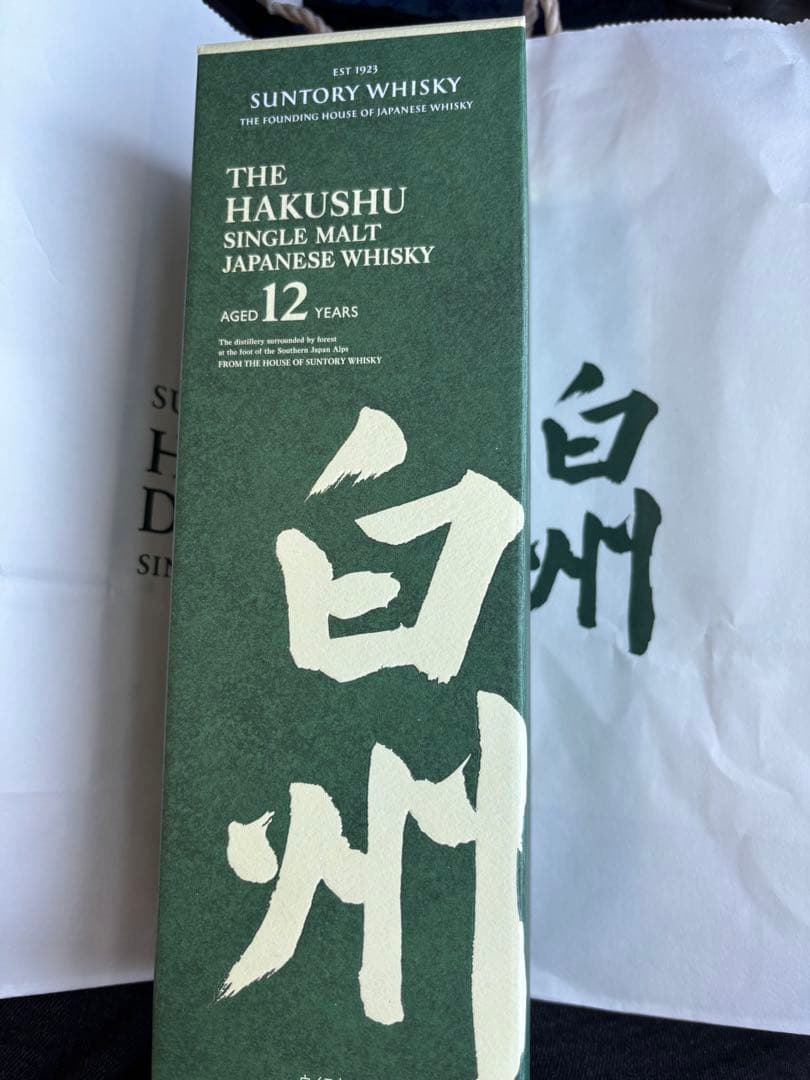 EST 1923
SUNTORY WHISKY
THE FOUNDING HOUSE OF JAPANESE WHISKY
THE
HAKUSHU
SINGLE MALT
JAPANESE WHISKY
AGED 12 YEARS
The distillery surrounded by forest
at the foot of the Southern Japan Alps
FROM THE HOUSE OF SUNTORY WHISKY
白
州
白
州